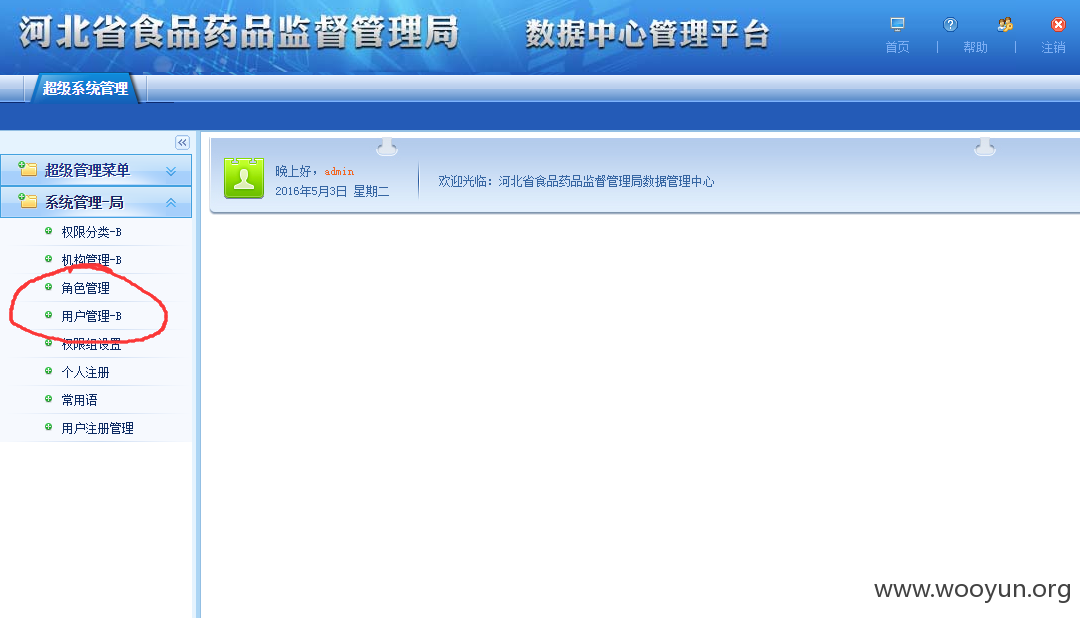 河北省食品药品监督管理局 数据中心管理平台
首页 | 帮助 | 注销
超级系统管理
超级管理菜单
系统管理-局
权限分类-B
机构管理-B
角色管理
用户管理-B
权限组设置
个人注册
常用语
用户注册管理
晚上好，admin
2016年5月3日 星期二
欢迎光临：河北省食品药品监督管理局数据管理中心
www.wooyun.org